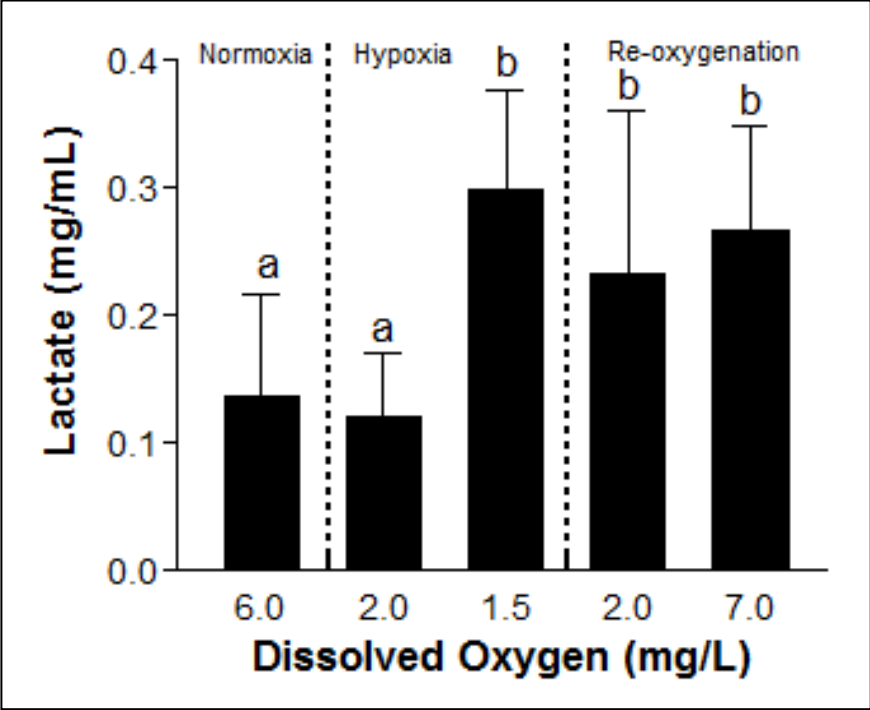 Normoxia Hypoxia Re-oxygenation
0.4
0.3
0.2
0.1
0.0
Lactate (mg/mL)
a
a
b
b
b
6.0 2.0 1.5 2.0 7.0
Dissolved Oxygen (mg/L)